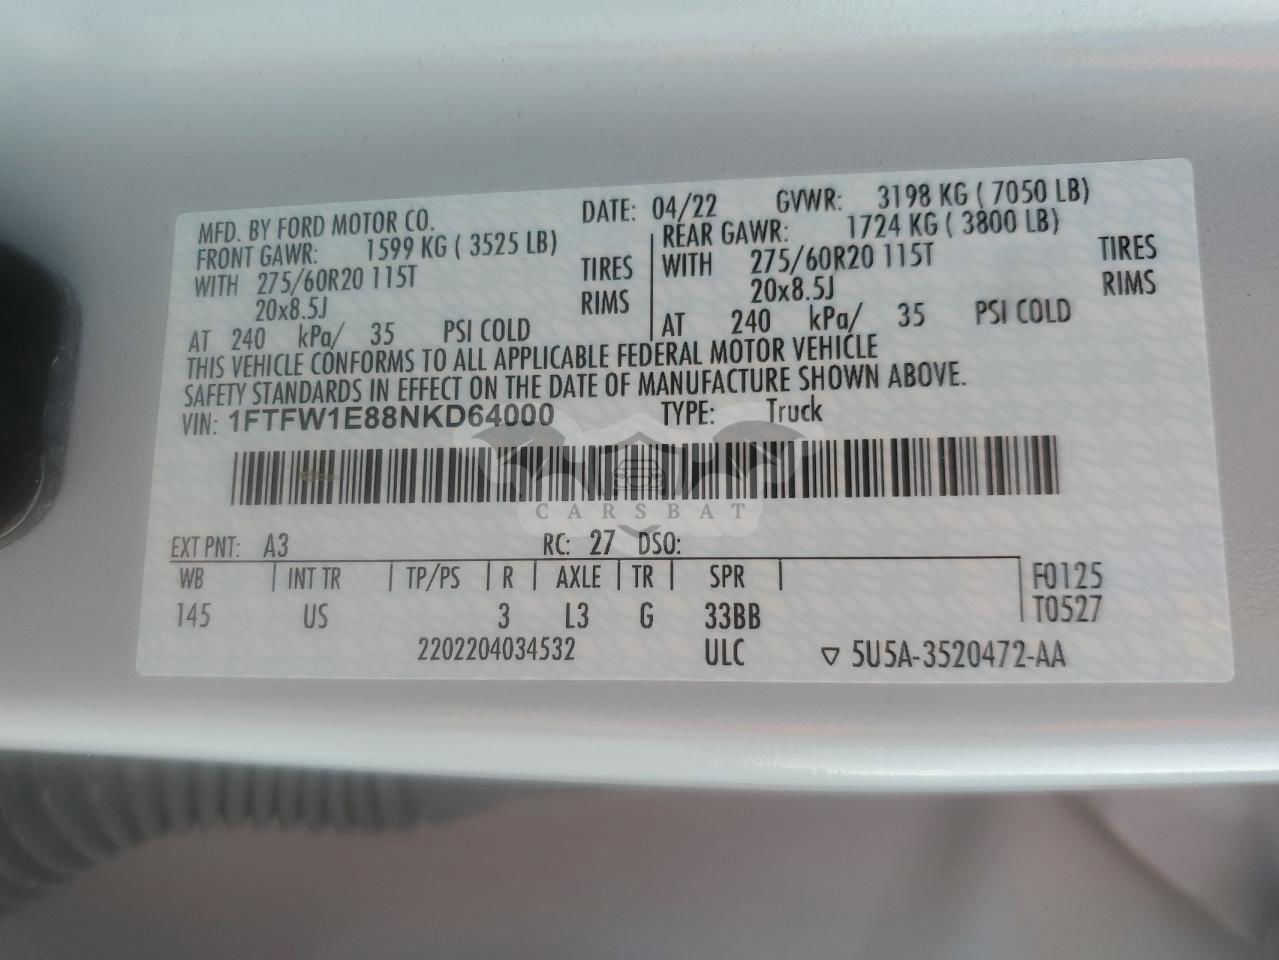 MFD. BY FORD MOTOR CO. DATE: 04/22 GVWR: 3198 KG ( 7050 LB)
FRONT GAWR: 1599 KG ( 3525 LB) REAR GAWR: 1724 KG ( 3800 LB)
WITH 275/60R20 115T TIRES WITH 275/60R20 115T TIRES
20x8.5J RIMS 20x8.5J RIMS
AT 240 kPa/ 35 PSI COLD AT 240 kPa/ 35 PSI COLD
THIS VEHICLE CONFORMS TO ALL APPLICABLE FEDERAL MOTOR VEHICLE
SAFETY STANDARDS IN EFFECT ON THE DATE OF MANUFACTURE SHOWN ABOVE.
VIN: 1FTFW1E88NKD64000 TYPE: Truck
CARSBAT
EXT PNT: A3 RC: 27 DSO:
WB INT TR TP/PS R AXLE TR SPR F0125
145 US 3 L3 G 33BB T0527
2202204034532 ULC ▽ 5U5A-3520472-AA